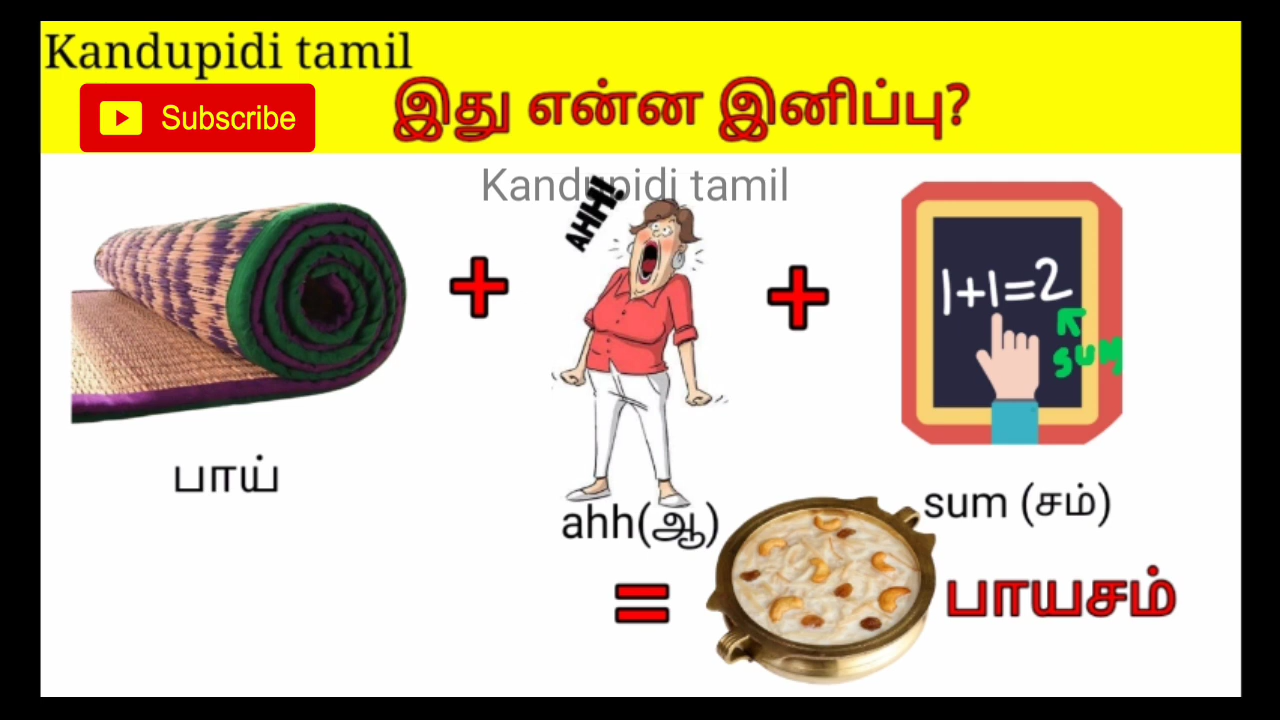 Kandupidi tamil
Subscribe
இது என்ன இனிப்பு?
Kandupidi tamil
AHH!
1+1=2
sum
பாய்
ahh(ஆ)
sum (சம்)
பாயசம்